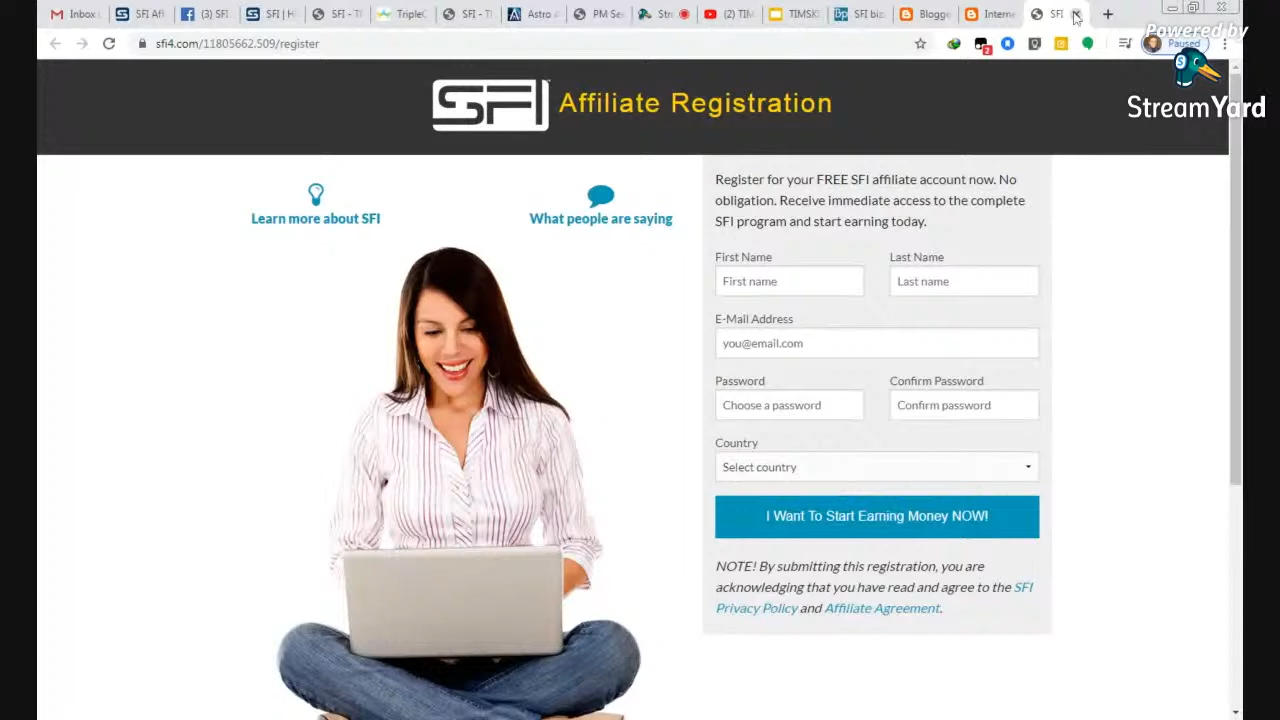 Inbox
SFI Aff
(3) SFI
SFI | H
SFI - Th
TripleC
SFI - Th
Astro A
PM Ses
Stre
(2) TIM
TIMSK
SFI biz
Blogge
Interne
SFI
Powered by
StreamYard
sfi4.com/11805662.509/register
2
Paused
SFI Affiliate Registration
Learn more about SFI
What people are saying
Register for your FREE SFI affiliate account now. No
obligation. Receive immediate access to the complete
SFI program and start earning today.
First Name
Last Name
First name
Last name
E-Mail Address
you@email.com
Password
Confirm Password
Choose a password
Confirm password
Country
Select country
I Want To Start Earning Money NOW!
NOTE! By submitting this registration, you are
acknowledging that you have read and agree to the SFI
Privacy Policy and Affiliate Agreement.